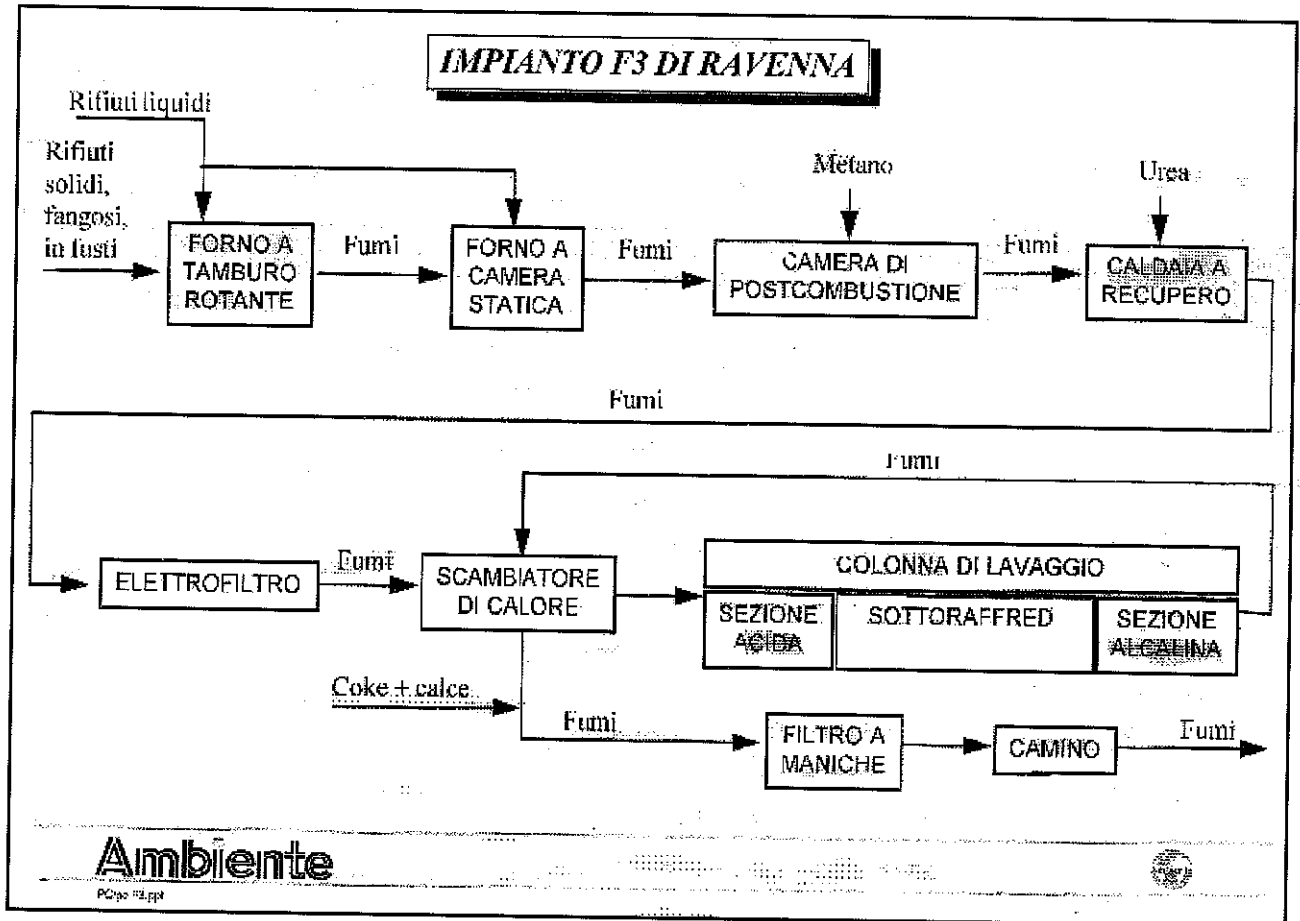 IMPIANTO F3 DI RAVENNA
Rifiuti liquidi
Rifiuti
solidi,
fangosi,
in fusti
Metano
Urea
FORNO A
TAMBURO
ROTANTE
Fumi
FORNO A
CAMERA
STATICA
Fumi
CAMERA DI
POSTCOMBUSTIONE
Fumi
CALDAIA A
RECUPERO
Fumi
Fumi
ELETTROFILTRO
Fumi
SCAMBIATORE
DI CALORE
COLONNA DI LAVAGGIO
SEZIONE
ACIDA
SOTTORAFFRED
SEZIONE
ALCALINA
Coke + calce
Fumi
FILTRO A
MANICHE
CAMINO
Fumi
Ambiente